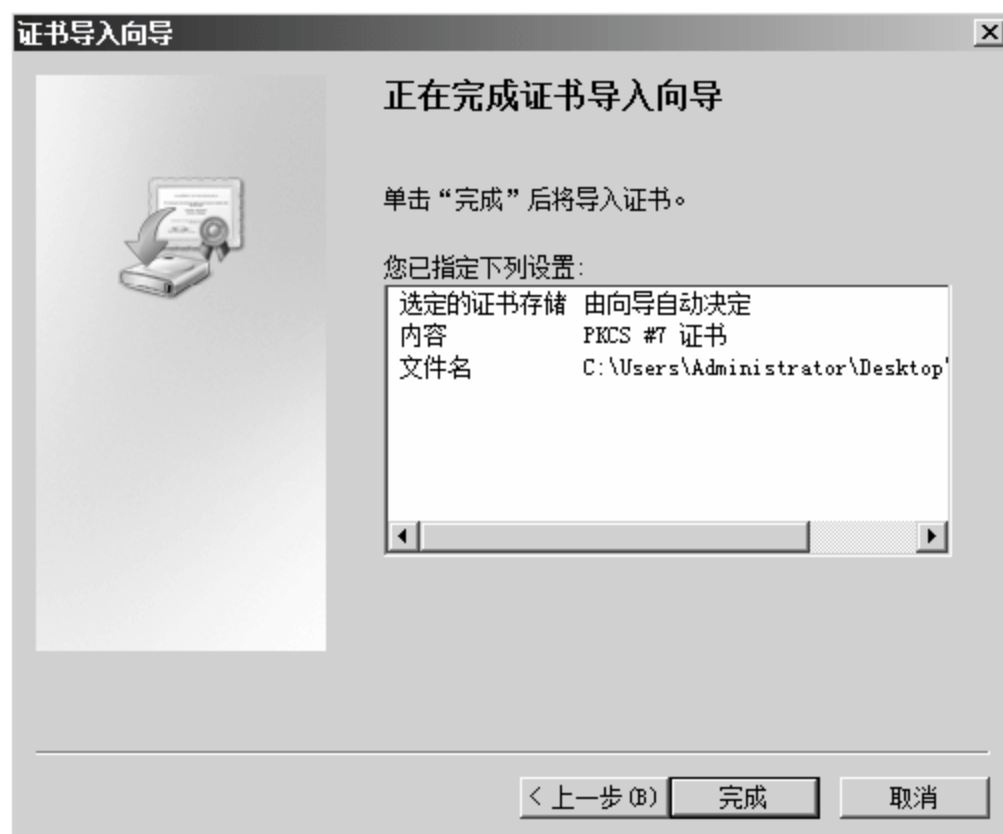 证书导入向导
正在完成证书导入向导
单击“完成”后将导入证书。
您已指定下列设置:
选定的证书存储 由向导自动决定
内容 PKCS #7 证书
文件名 C:\Users\Administrator\Desktop\
< 上一步(B) 完成 取消